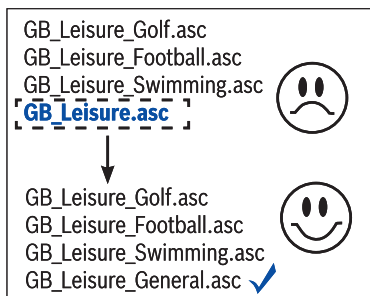 GB_Leisure_Golf.asc
GB_Leisure_Football.asc
GB_Leisure_Swimming.asc
GB_Leisure.asc
GB_Leisure_Golf.asc
GB_Leisure_Football.asc
GB_Leisure_Swimming.asc
GB_Leisure_General.asc